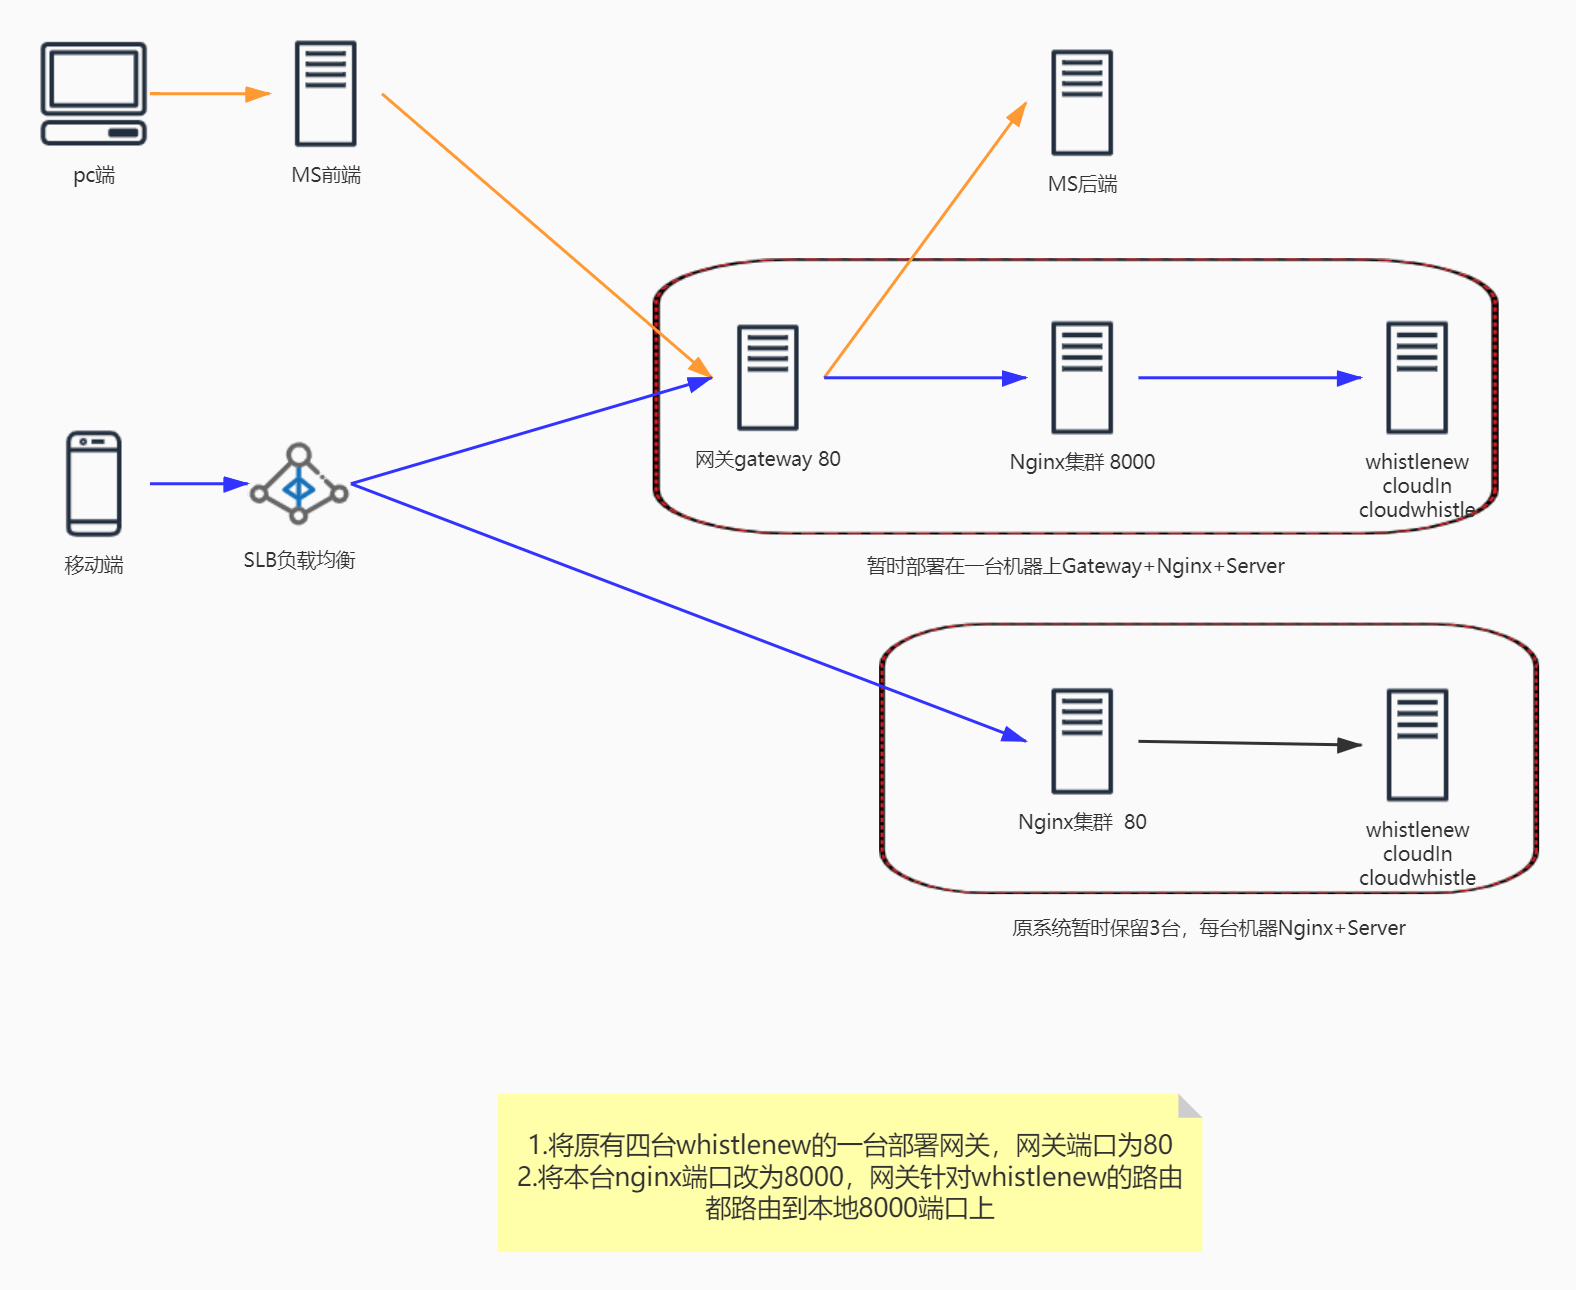 pc端
MS前端
MS后端
网关gateway 80
Nginx集群 8000
whistlenew
cloudIn
cloudwhistle
移动端
SLB负载均衡
暂时部署在一台机器上Gateway+Nginx+Server
Nginx集群  80
whistlenew
cloudIn
cloudwhistle
原系统暂时保留3台，每台机器Nginx+Server
1.将原有四台whistlenew的一台部署网关，网关端口为80
2.将本台nginx端口改为8000，网关针对whistlenew的路由
都路由到本地8000端口上